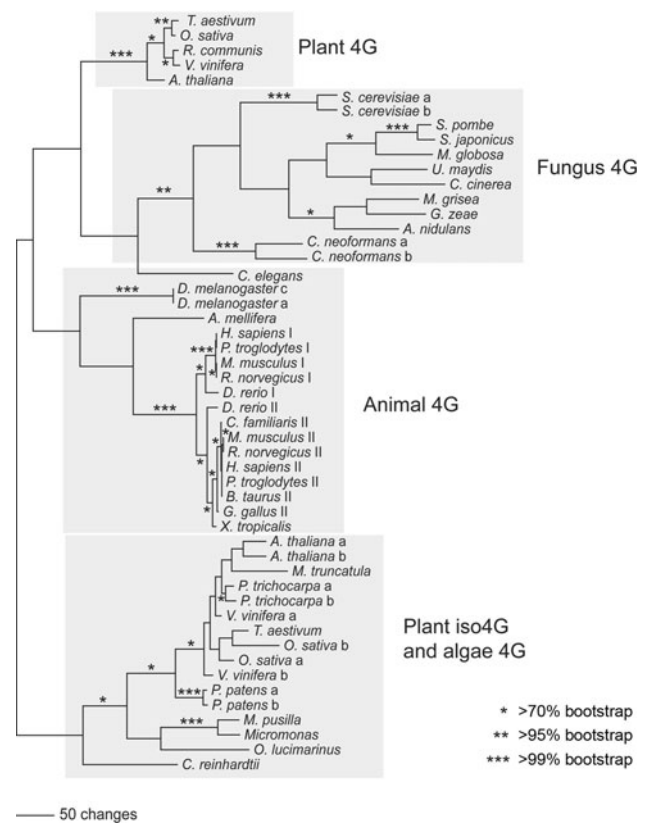 ** T. aestivum
* O. sativa
*** R. communis
* V. vinifera
A. thaliana
Plant 4G
*** S. cerevisiae a
S. cerevisiae b
*** S. pombe
* S. japonicus
M. globosa
U. maydis
C. cinerea
** M. grisea
* G. zeae
A. nidulans
*** C. neoformans a
C. neoformans b
Fungus 4G
C. elegans
*** D. melanogaster c
D. melanogaster a
A. mellifera
H. sapiens I
*** P. troglodytes I
M. musculus I
* * R. norvegicus I
D. rerio I
*** D. rerio II
C. familiaris II
* M. musculus II
* R. norvegicus II
* H. sapiens II
* P. troglodytes II
B. taurus II
* G. gallus II
X. tropicalis
Animal 4G
A. thaliana a
A. thaliana b
M. truncatula
P. trichocarpa a
* P. trichocarpa b
V. vinifera a
T. aestivum
* O. sativa b
O. sativa a
* V. vinifera b
*** P. patens a
P. patens b
* M. pusilla
*** Micromonas
O. lucimarinus
C. reinhardtii
Plant iso4G
and algae 4G
* >70% bootstrap
** >95% bootstrap
*** >99% bootstrap
50 changes